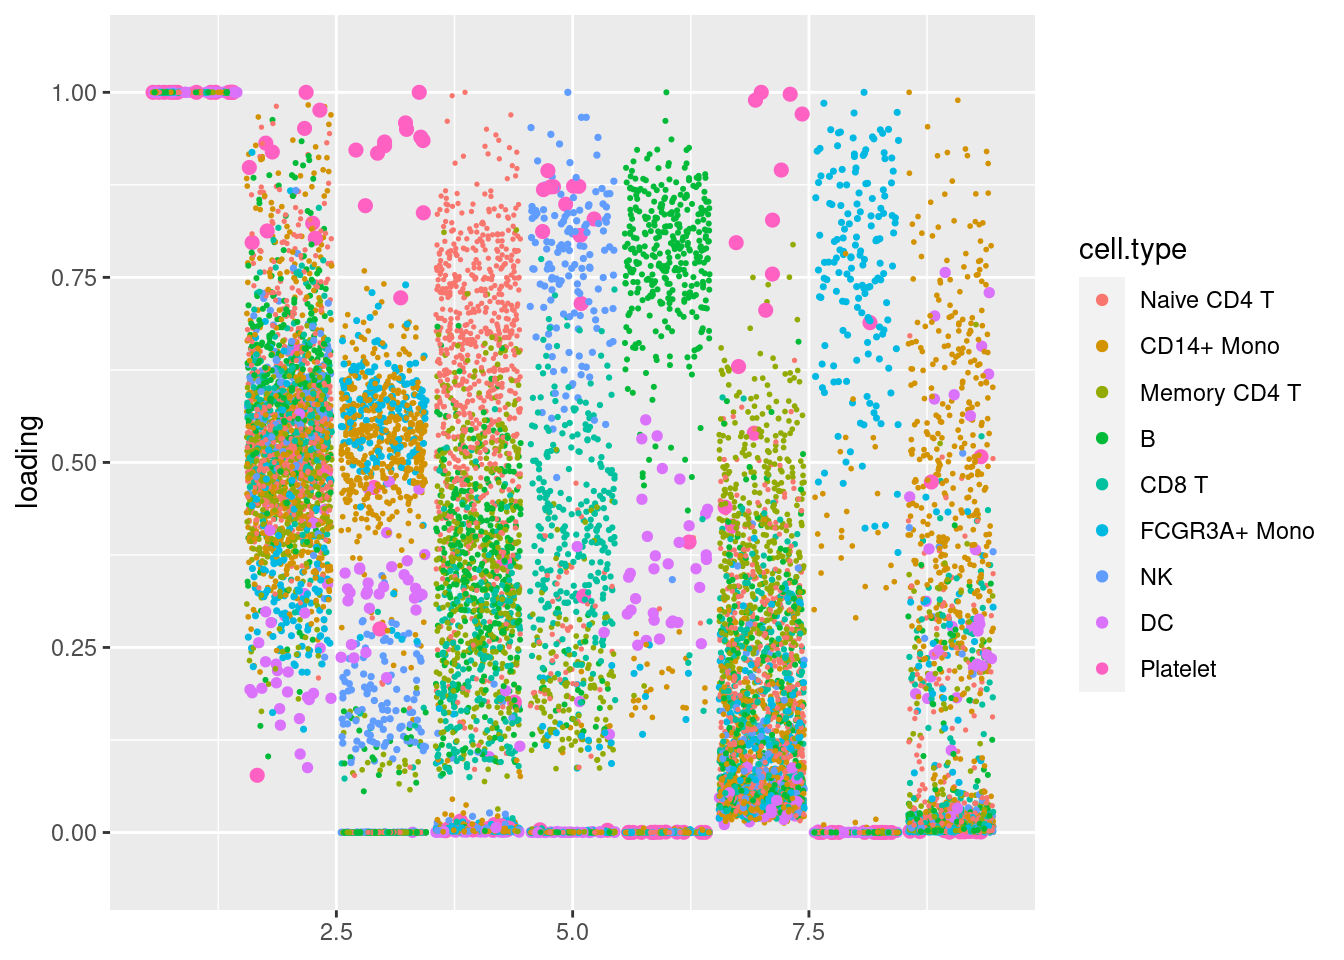 1.00
0.75
0.50
0.25
0.00
loading
2.5 5.0 7.5
cell.type
Naive CD4 T
CD14+ Mono
Memory CD4 T
B
CD8 T
FCGR3A+ Mono
NK
DC
Platelet